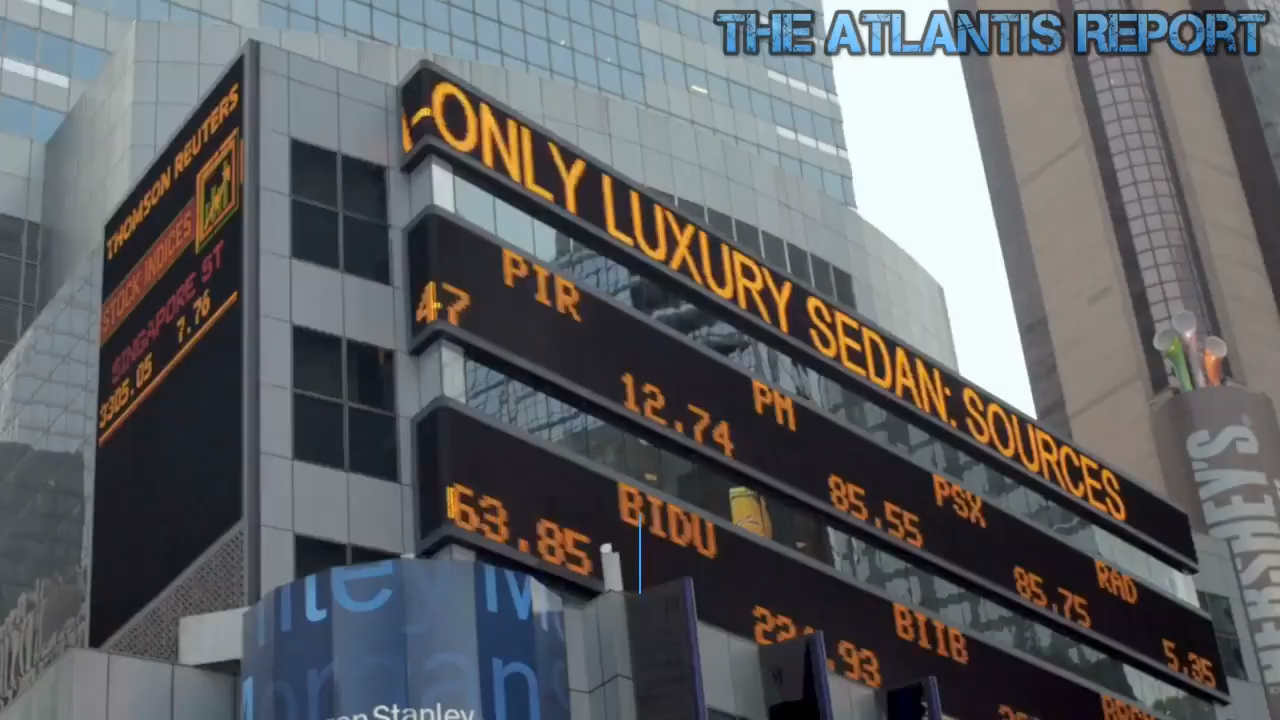 THE ATLANTIS REPORT
THOMSON REUTERS
STOCK INDICES
SINGAPORE ST
3305.05 7.76
-ONLY LUXURY SEDAN: SOURCES
47 PIR 12.74 PM 85.55 PSX 85.75 RAD 5.35
63.85 BIDU BIIB
HERSHEY'S
Stanley